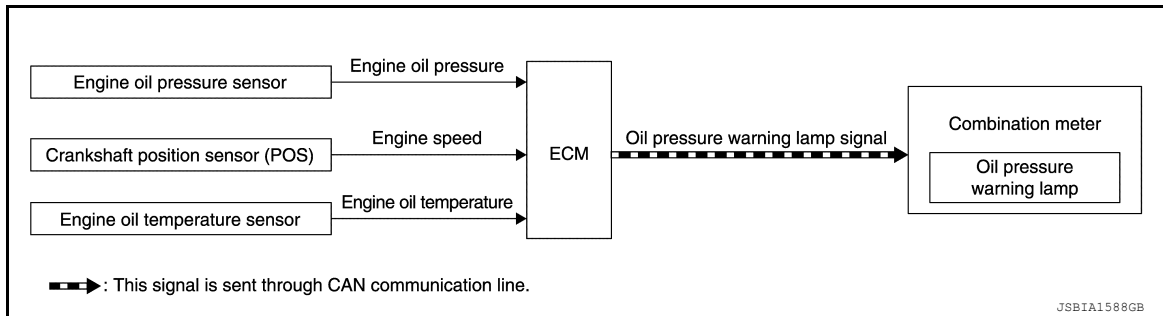 Engine oil pressure sensor
Engine oil pressure
Crankshaft position sensor (POS)
Engine speed
Engine oil temperature sensor
Engine oil temperature
ECM
Oil pressure warning lamp signal
Combination meter
Oil pressure
warning lamp
: This signal is sent through CAN communication line.
JSBIA1588GB